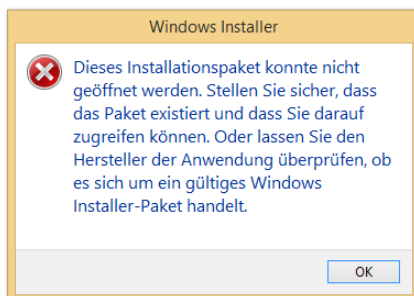 Windows Installer
Dieses Installationspaket konnte nicht
geöffnet werden. Stellen Sie sicher, dass
das Paket existiert und dass Sie darauf
zugreifen können. Oder lassen Sie den
Hersteller der Anwendung überprüfen, ob
es sich um ein gültiges Windows
Installer-Paket handelt.
OK